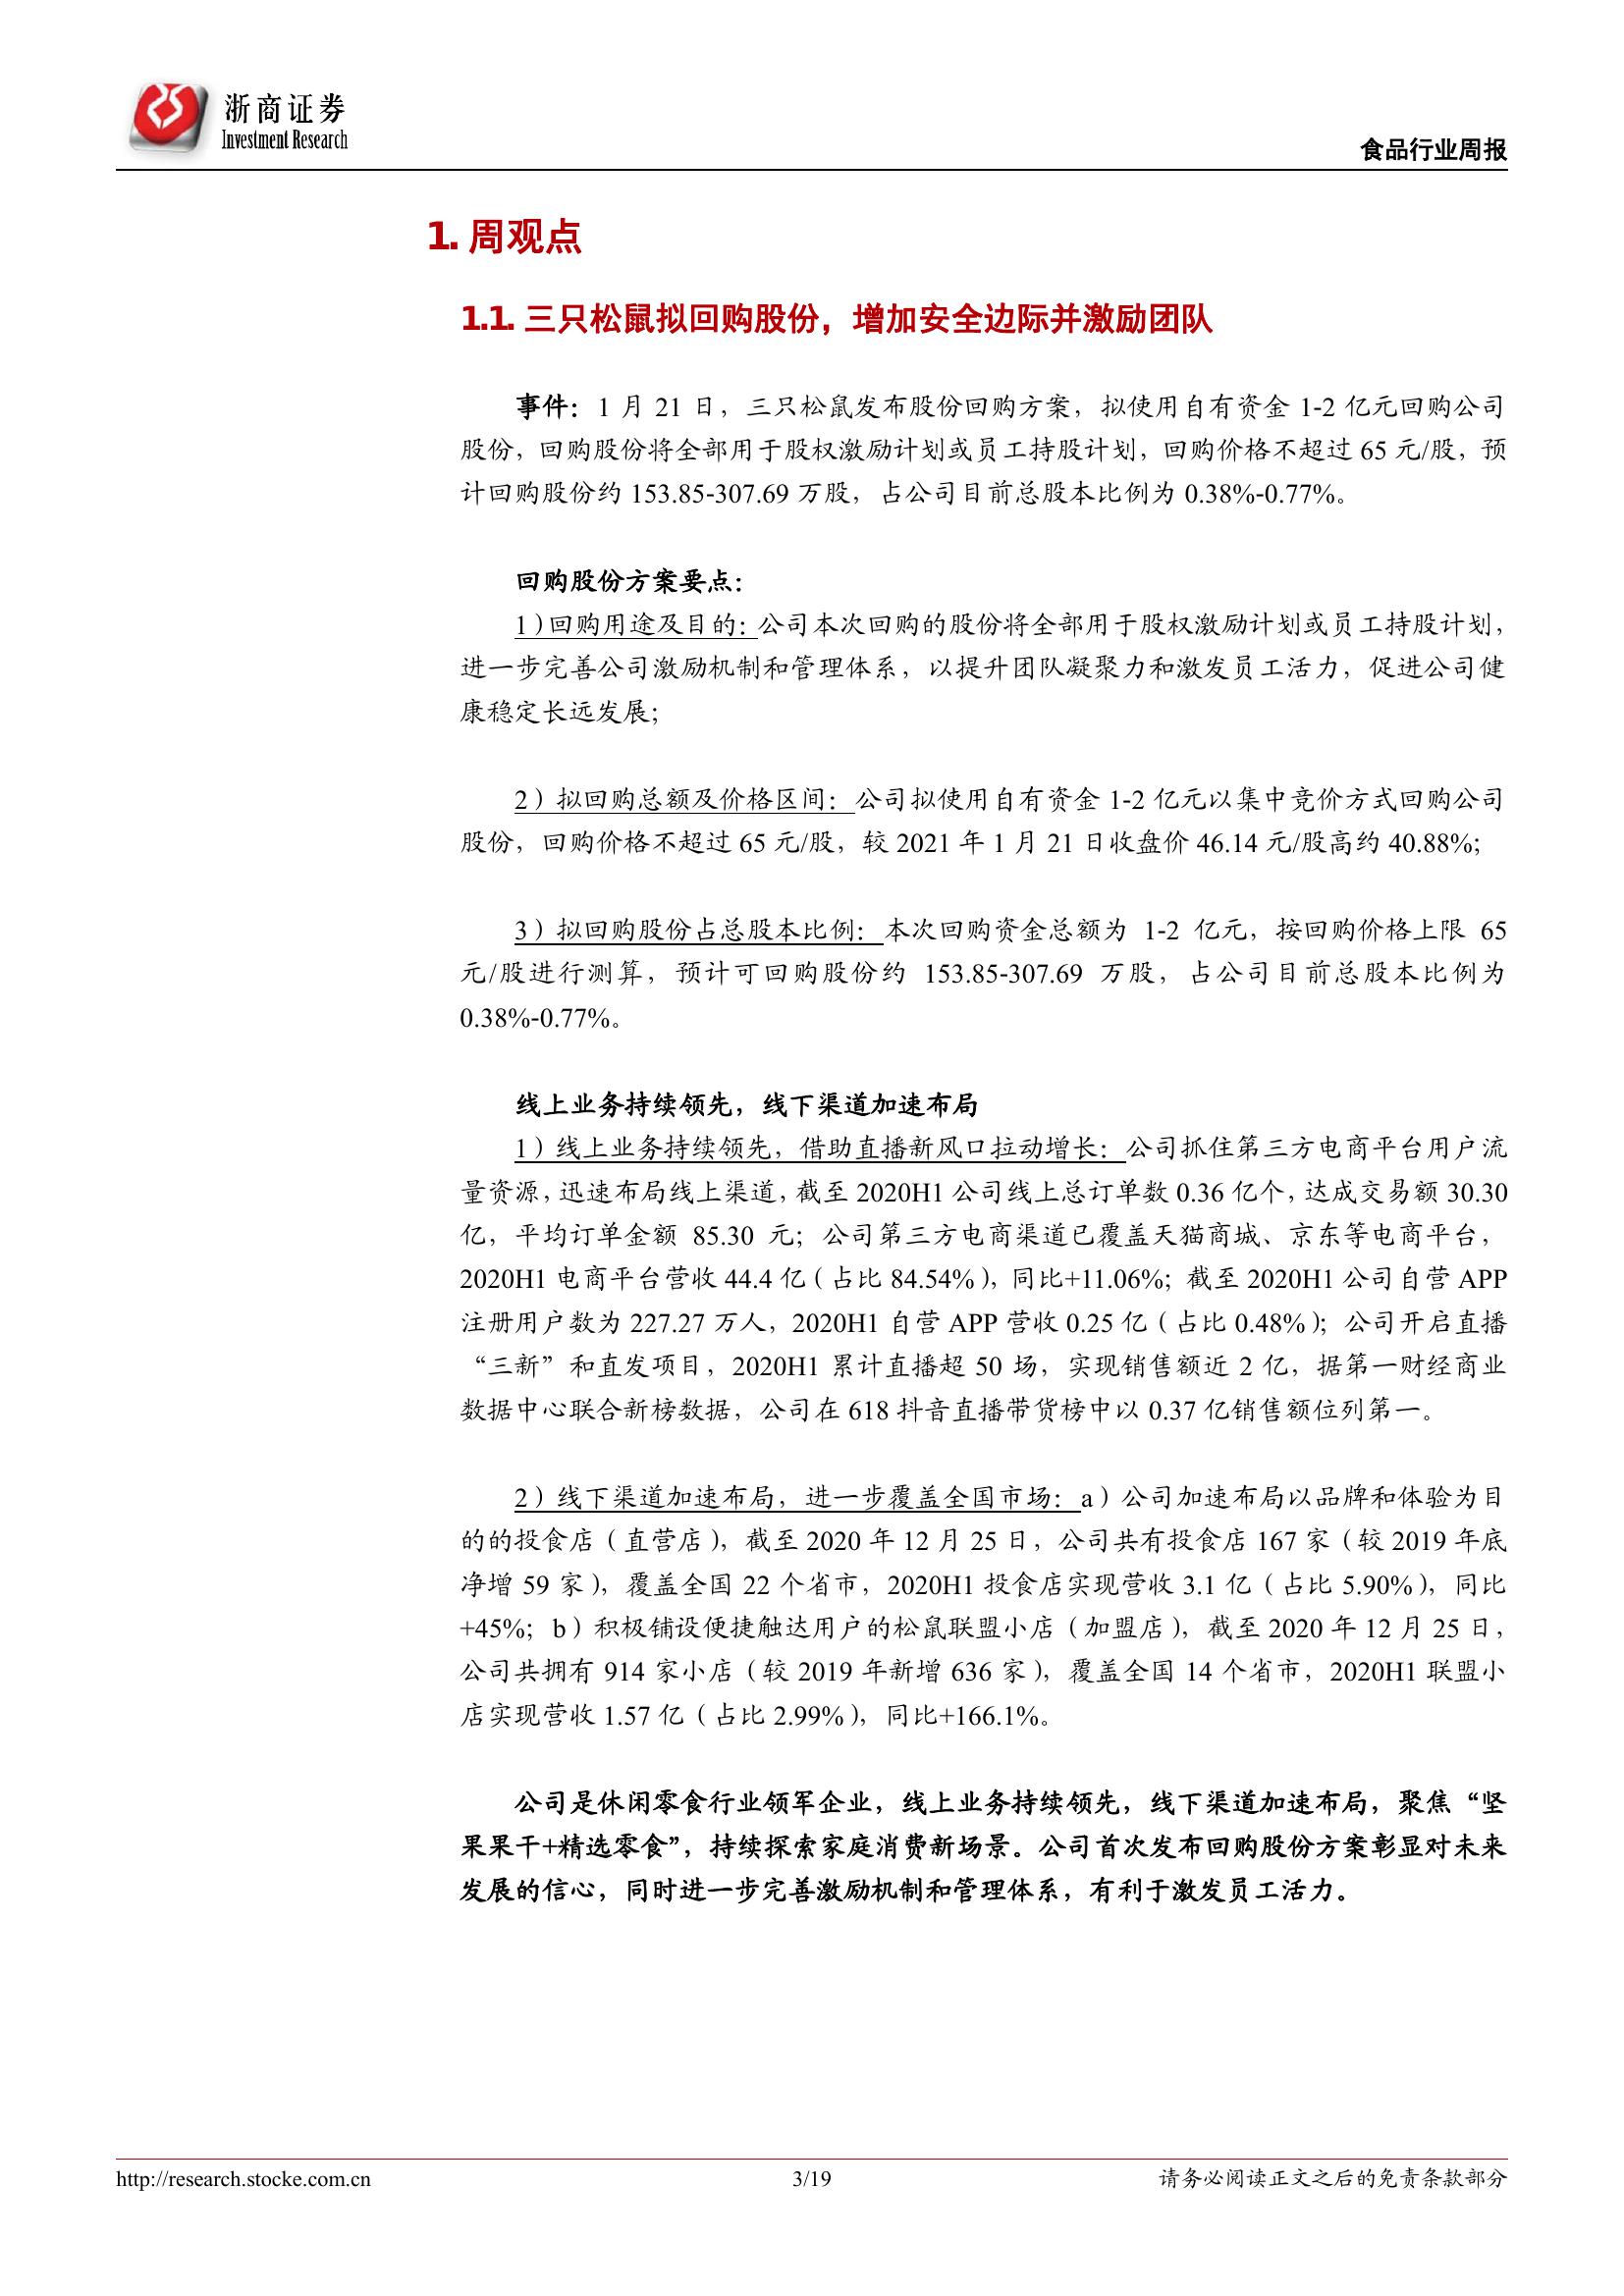 浙商证券
Investment Research
食品行业周报
1. 周观点
1.1. 三只松鼠拟回购股份，增加安全边际并激励团队
事件：1 月 21 日，三只松鼠发布股份回购方案，拟使用自有资金 1-2 亿元回购公司
股份，回购股份将全部用于股权激励计划或员工持股计划，回购价格不超过 65 元/股，预
计回购股份约 153.85-307.69 万股，占公司目前总股本比例为 0.38%-0.77%。
回购股份方案要点：
1）回购用途及目的：公司本次回购的股份将全部用于股权激励计划或员工持股计划，
进一步完善公司激励机制和管理体系，以提升团队凝聚力和激发员工活力，促进公司健
康稳定长远发展；
2）拟回购总额及价格区间：公司拟使用自有资金 1-2 亿元以集中竞价方式回购公司
股份，回购价格不超过 65 元/股，较 2021 年 1 月 21 日收盘价 46.14 元/股高约 40.88%；
3）拟回购股份占总股本比例：本次回购资金总额为 1-2 亿元，按回购价格上限 65
元/股进行测算，预计可回购股份约 153.85-307.69 万股，占公司目前总股本比例为
0.38%-0.77%。
线上业务持续领先，线下渠道加速布局
1）线上业务持续领先，借助直播新风口拉动增长：公司抓住第三方电商平台用户流
量资源，迅速布局线上渠道，截至 2020H1 公司线上总订单数 0.36 亿个，达成交易额 30.30
亿，平均订单金额 85.30 元；公司第三方电商渠道已覆盖天猫商城、京东等电商平台，
2020H1 电商平台营收 44.4 亿（占比 84.54%），同比+11.06%；截至 2020H1 公司自营 APP
注册用户数为 227.27 万人，2020H1 自营 APP 营收 0.25 亿（占比 0.48%）；公司开启直播
“三新”和直发项目，2020H1 累计直播超 50 场，实现销售额近 2 亿，据第一财经商业
数据中心联合新榜数据，公司在 618 抖音直播带货榜中以 0.37 亿销售额位列第一。
2）线下渠道加速布局，进一步覆盖全国市场：a）公司加速布局以品牌和体验为目
的的投食店（直营店），截至 2020 年 12 月 25 日，公司共有投食店 167 家（较 2019 年底
净增 59 家），覆盖全国 22 个省市，2020H1 投食店实现营收 3.1 亿（占比 5.90%），同比
+45%；b）积极铺设便捷触达用户的松鼠联盟小店（加盟店），截至 2020 年 12 月 25 日，
公司共拥有 914 家小店（较 2019 年新增 636 家），覆盖全国 14 个省市，2020H1 联盟小
店实现营收 1.57 亿（占比 2.99%），同比+166.1%。
公司是休闲零食行业领军企业，线上业务持续领先，线下渠道加速布局，聚焦“坚
果果干+精选零食”，持续探索家庭消费新场景。公司首次发布回购股份方案彰显对未来
发展的信心，同时进一步完善激励机制和管理体系，有利于激发员工活力。
http://research.stocke.com.cn
3/19
请务必阅读正文之后的免责条款部分